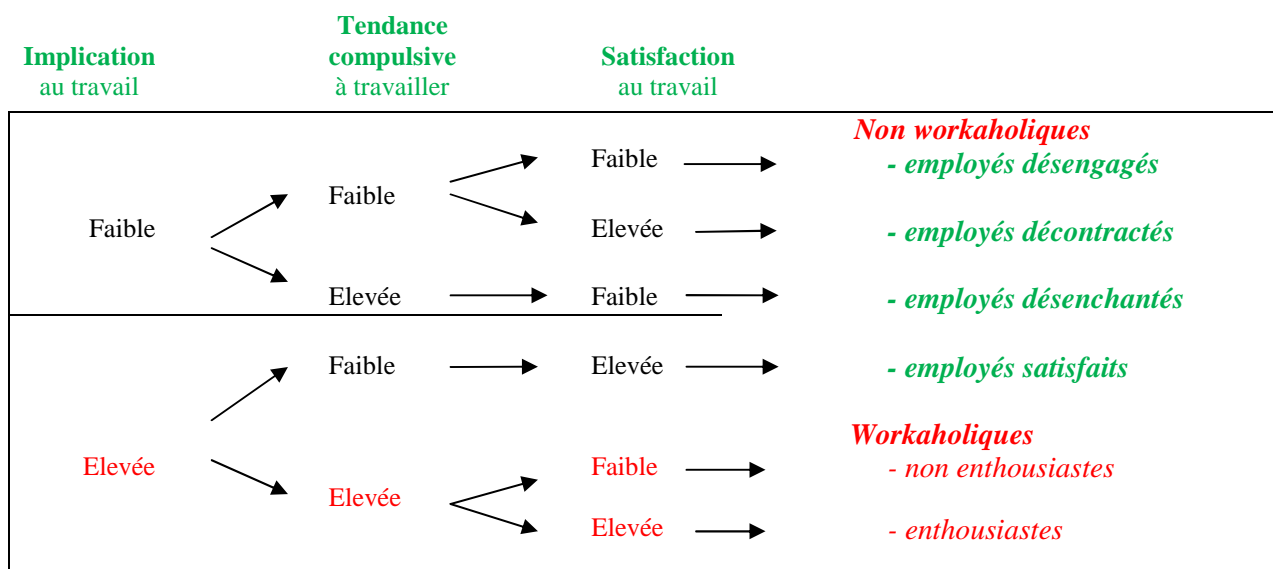 Tendance
Implication compulsive Satisfaction
au travail à travailler au travail
Non workaholiques
Faible - employés désengagés
Faible
Faible Elevée - employés décontractés
Elevée Faible - employés désenchantés
Faible Elevée - employés satisfaits
Workaholiques
Elevée Faible - non enthousiastes
Elevée
Elevée - enthousiastes